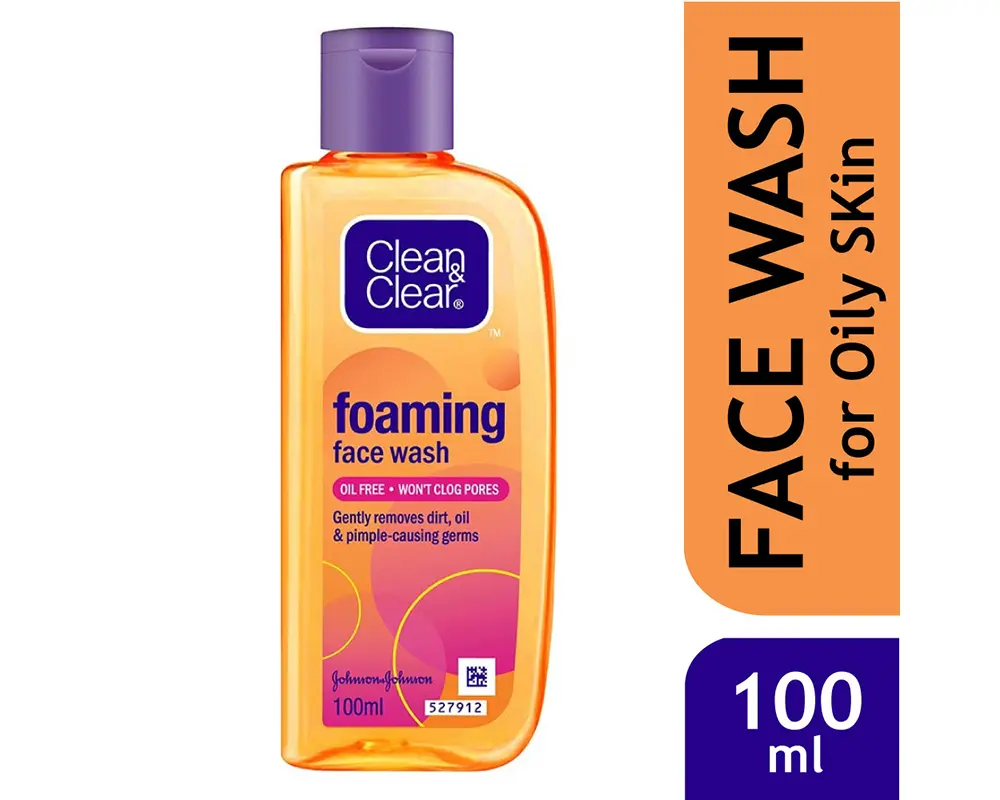 Clean
&
Clear®
TM
foaming
face wash
OIL FREE • WON'T CLOG PORES
Gently removes dirt, oil
& pimple-causing germs
Johnson & Johnson
100ml
527912
FACE WASH
for Oily SKin
100
ml